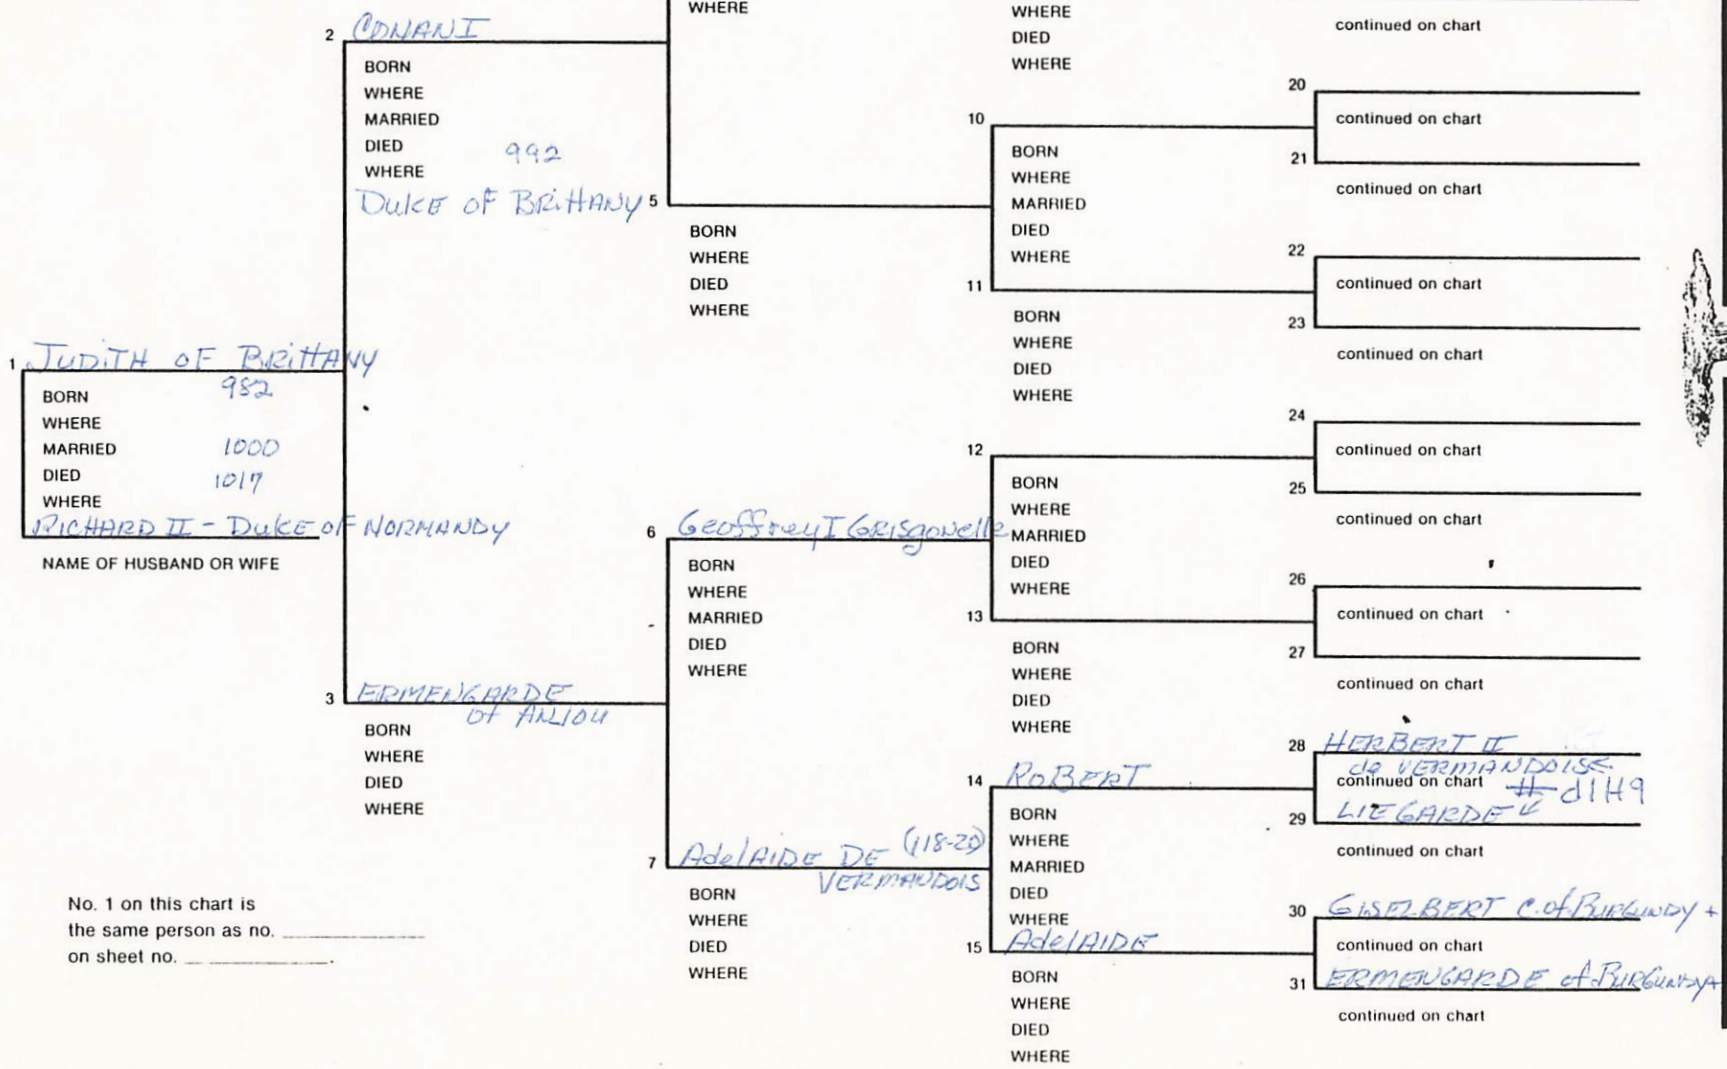 WHERE
2 CONAN I
BORN
WHERE
MARRIED
DIED 992
WHERE
DUKE OF BRITTANY
5
BORN
WHERE
DIED
WHERE
WHERE
DIED
WHERE
continued on chart
10
BORN
WHERE
MARRIED
DIED
WHERE
11
BORN
WHERE
DIED
WHERE
20
continued on chart
21
continued on chart
22
continued on chart
23
continued on chart
1 JUDITH OF BRITTANY
BORN 982
WHERE
MARRIED 1000
DIED 1017
WHERE
RICHARD II - DUKE OF NORMANDY
NAME OF HUSBAND OR WIFE
3 ERMENGARDE
of ANJOU
BORN
WHERE
DIED
WHERE
6 Geoffrey I GRISgonelle
BORN
WHERE
MARRIED
DIED
WHERE
12
BORN
WHERE
MARRIED
DIED
WHERE
13
BORN
WHERE
DIED
WHERE
24
continued on chart
25
continued on chart
26
continued on chart
27
continued on chart
7 AdelAIDE DE (118-20)
VERMANDOIS
BORN
WHERE
DIED
WHERE
14 ROBERT
BORN
WHERE
MARRIED
DIED
WHERE
15 AdelAIDE
BORN
WHERE
DIED
WHERE
28 HERBERT II
de VERMANDOISE
continued on chart # d1H9
29 LIEGARDE
continued on chart
30 GISELBERT C. of BURGUNDY +
continued on chart
31 ERMENGARDE of BURGUNDY+
continued on chart
No. 1 on this chart is
the same person as no.
on sheet no. .